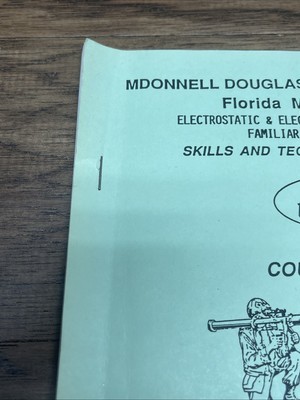 MDONNELL DOUGLAS
Florida M
ELECTROSTATIC & ELEC
FAMILIAR
SKILLS AND TEC
COU